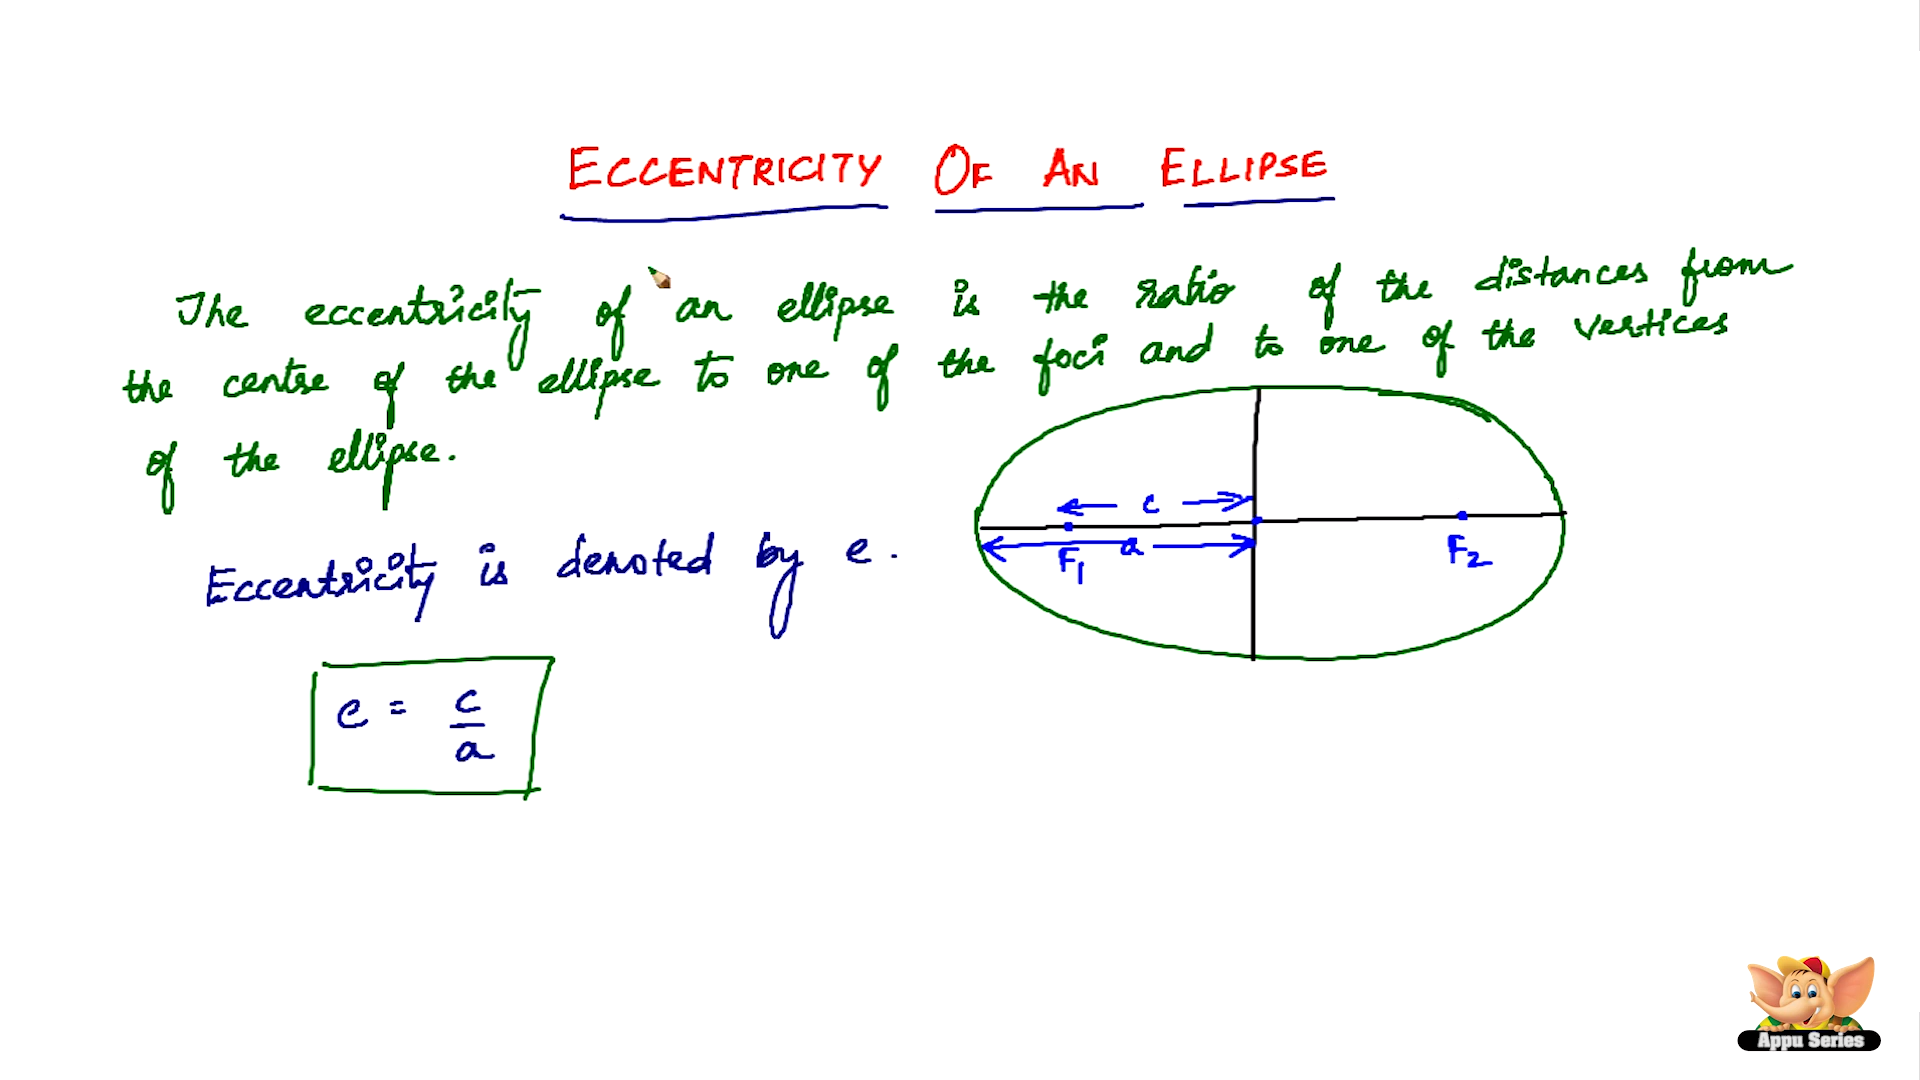 ECCENTRICITY OF AN ELLIPSE
The eccentricity of an ellipse is the ratio of the distances from
the centre of the ellipse to one of the foci and to one of the vertices
of the ellipse.
c
a
F1
F2
Eccentricity is denoted by e.
e = c/a
Appu Series